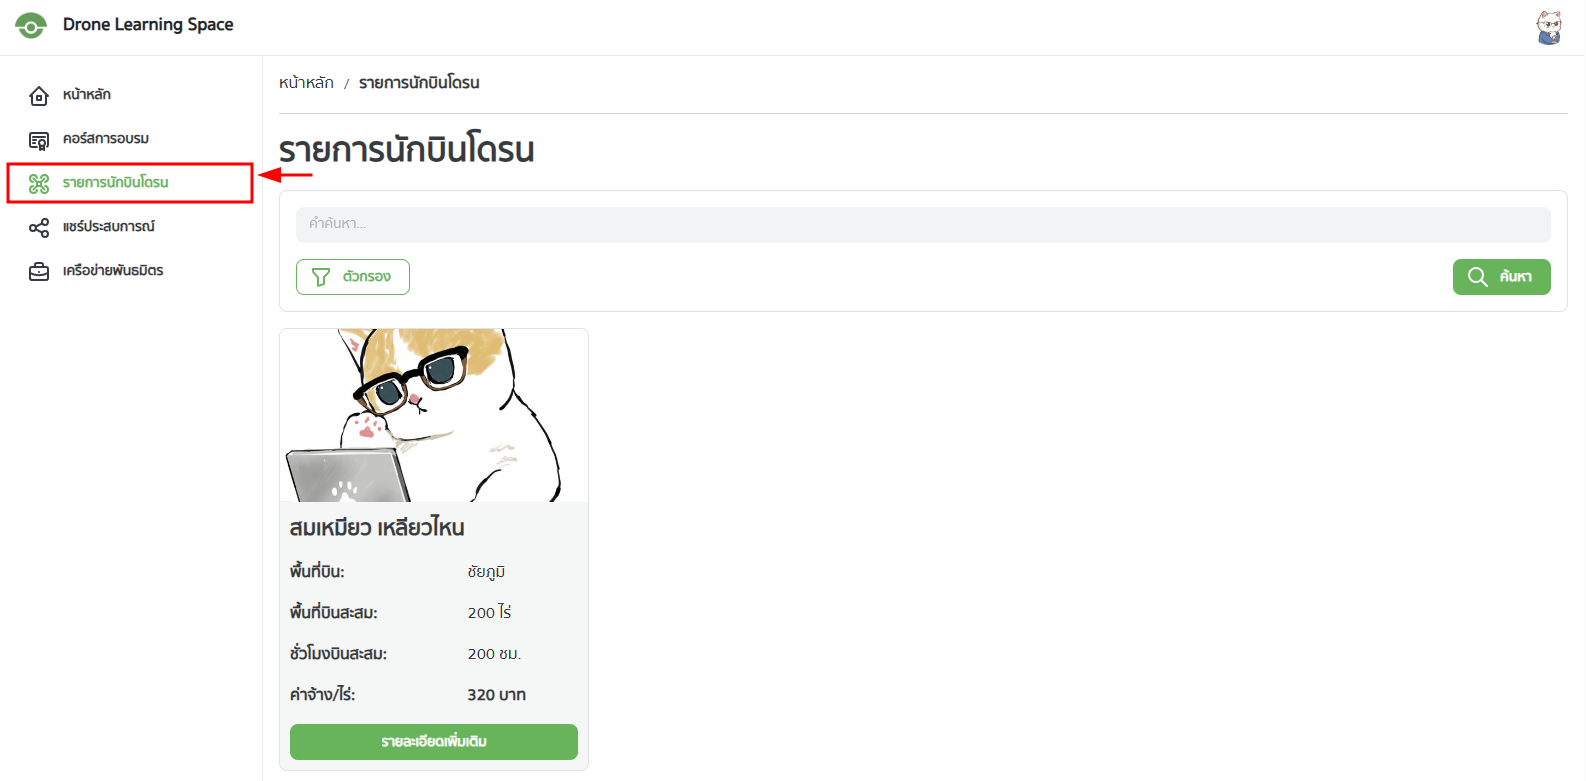 Drone Learning Space
หน้าหลัก
คอร์สการอบรม
รายการนักบินโดรน
แชร์ประสบการณ์
เครือข่ายพันธมิตร
หน้าหลัก / รายการนักบินโดรน
รายการนักบินโดรน
คำค้นหา...
ตัวกรอง
ค้นหา
สมเหมียว เหลียวไหน
พื้นที่บิน: ชัยภูมิ
พื้นที่บินสะสม: 200 ไร่
ชั่วโมงบินสะสม: 200 ชม.
ค่าจ้าง/ไร่: 320 บาท
รายละเอียดเพิ่มเติม